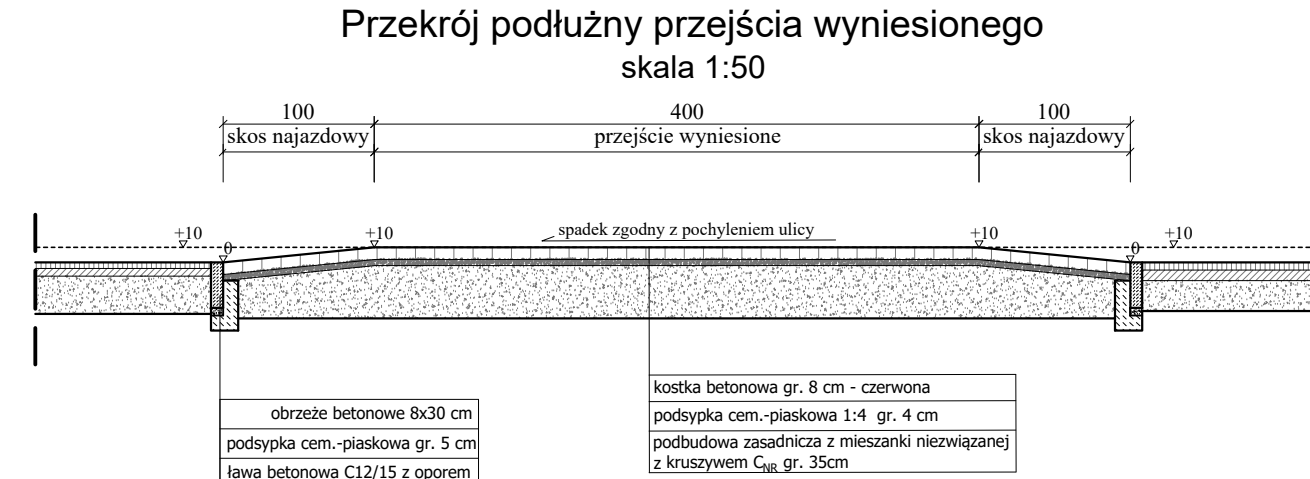 Przekrój podłużny przejścia wyniesionego
skala 1:50
100 400 100
skos najazdowy przejście wyniesione skos najazdowy
+10 0 +10 spadek zgodny z pochyleniem ulicy +10 0 +10
obrzeże betonowe 8x30 cm
podsypka cem.-piaskowa gr. 5 cm
ława betonowa C12/15 z oporem
kostka betonowa gr. 8 cm - czerwona
podsypka cem.-piaskowa 1:4 gr. 4 cm
podbudowa zasadnicza z mieszanki niezwiązanej
z kruszywem CNR gr. 35cm